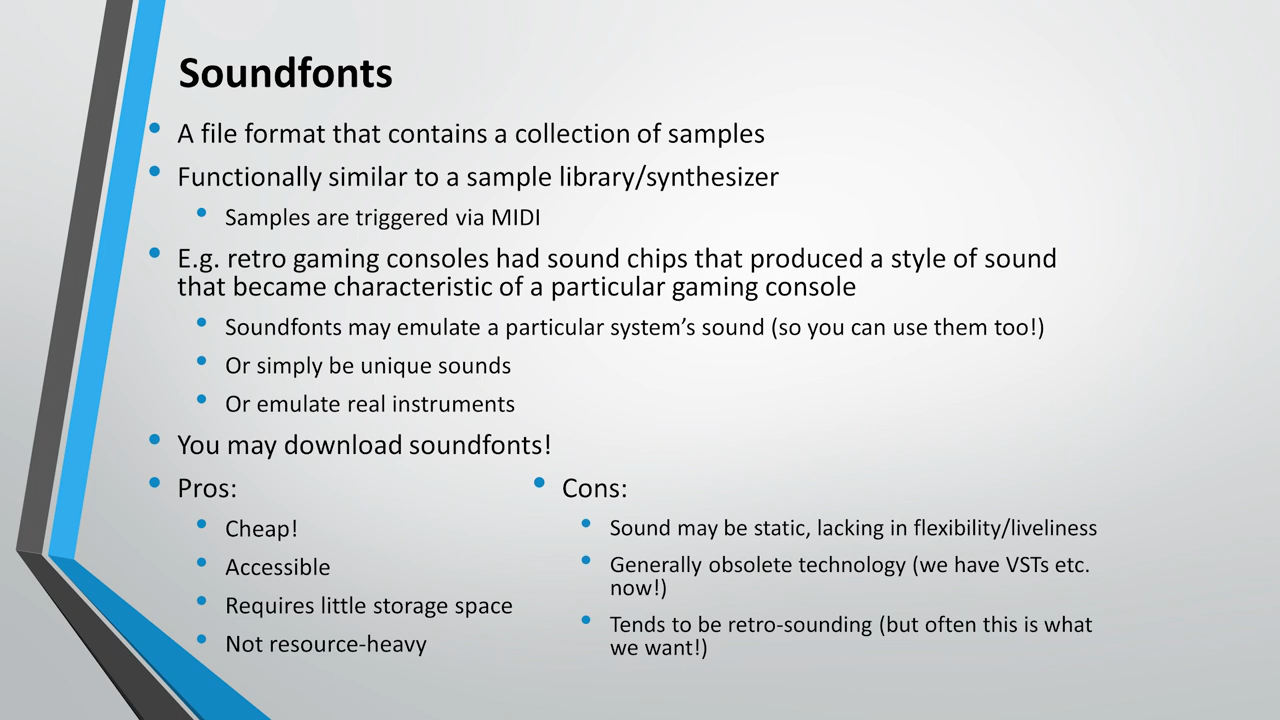 Soundfonts
A file format that contains a collection of samples
Functionally similar to a sample library/synthesizer
Samples are triggered via MIDI
E.g. retro gaming consoles had sound chips that produced a style of sound
that became characteristic of a particular gaming console
Soundfonts may emulate a particular system’s sound (so you can use them too!)
Or simply be unique sounds
Or emulate real instruments
You may download soundfonts!
Pros:
Cheap!
Accessible
Requires little storage space
Not resource-heavy
Cons:
Sound may be static, lacking in flexibility/liveliness
Generally obsolete technology (we have VSTs etc.
now!)
Tends to be retro-sounding (but often this is what
we want!)